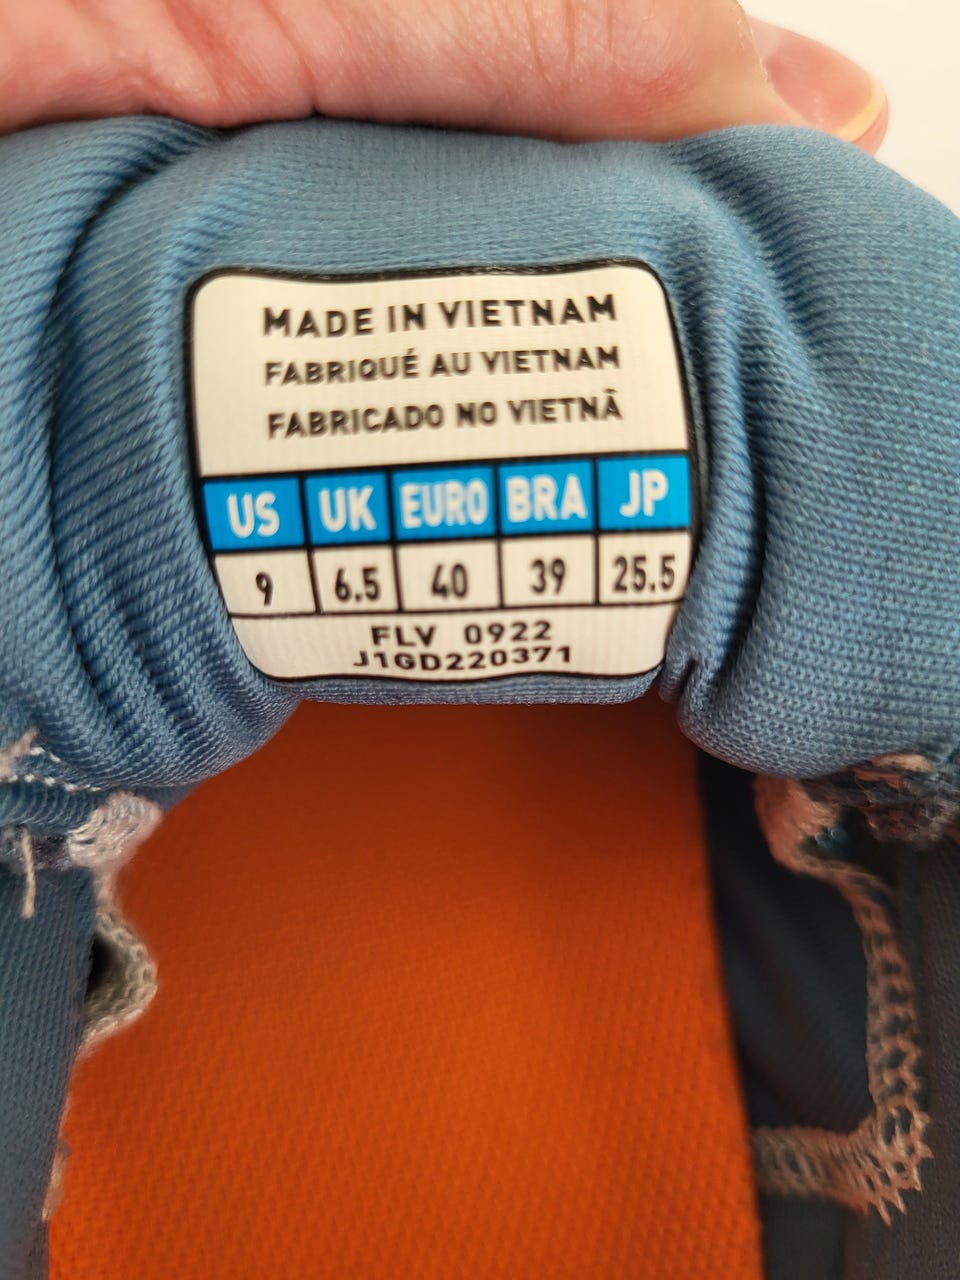 MADE IN VIETNAM
FABRIQUÉ AU VIETNAM
FABRICADO NO VIETNÃ
US UK EURO BRA JP
9 6.5 40 39 25.5
FLV 0922
J1GD220371